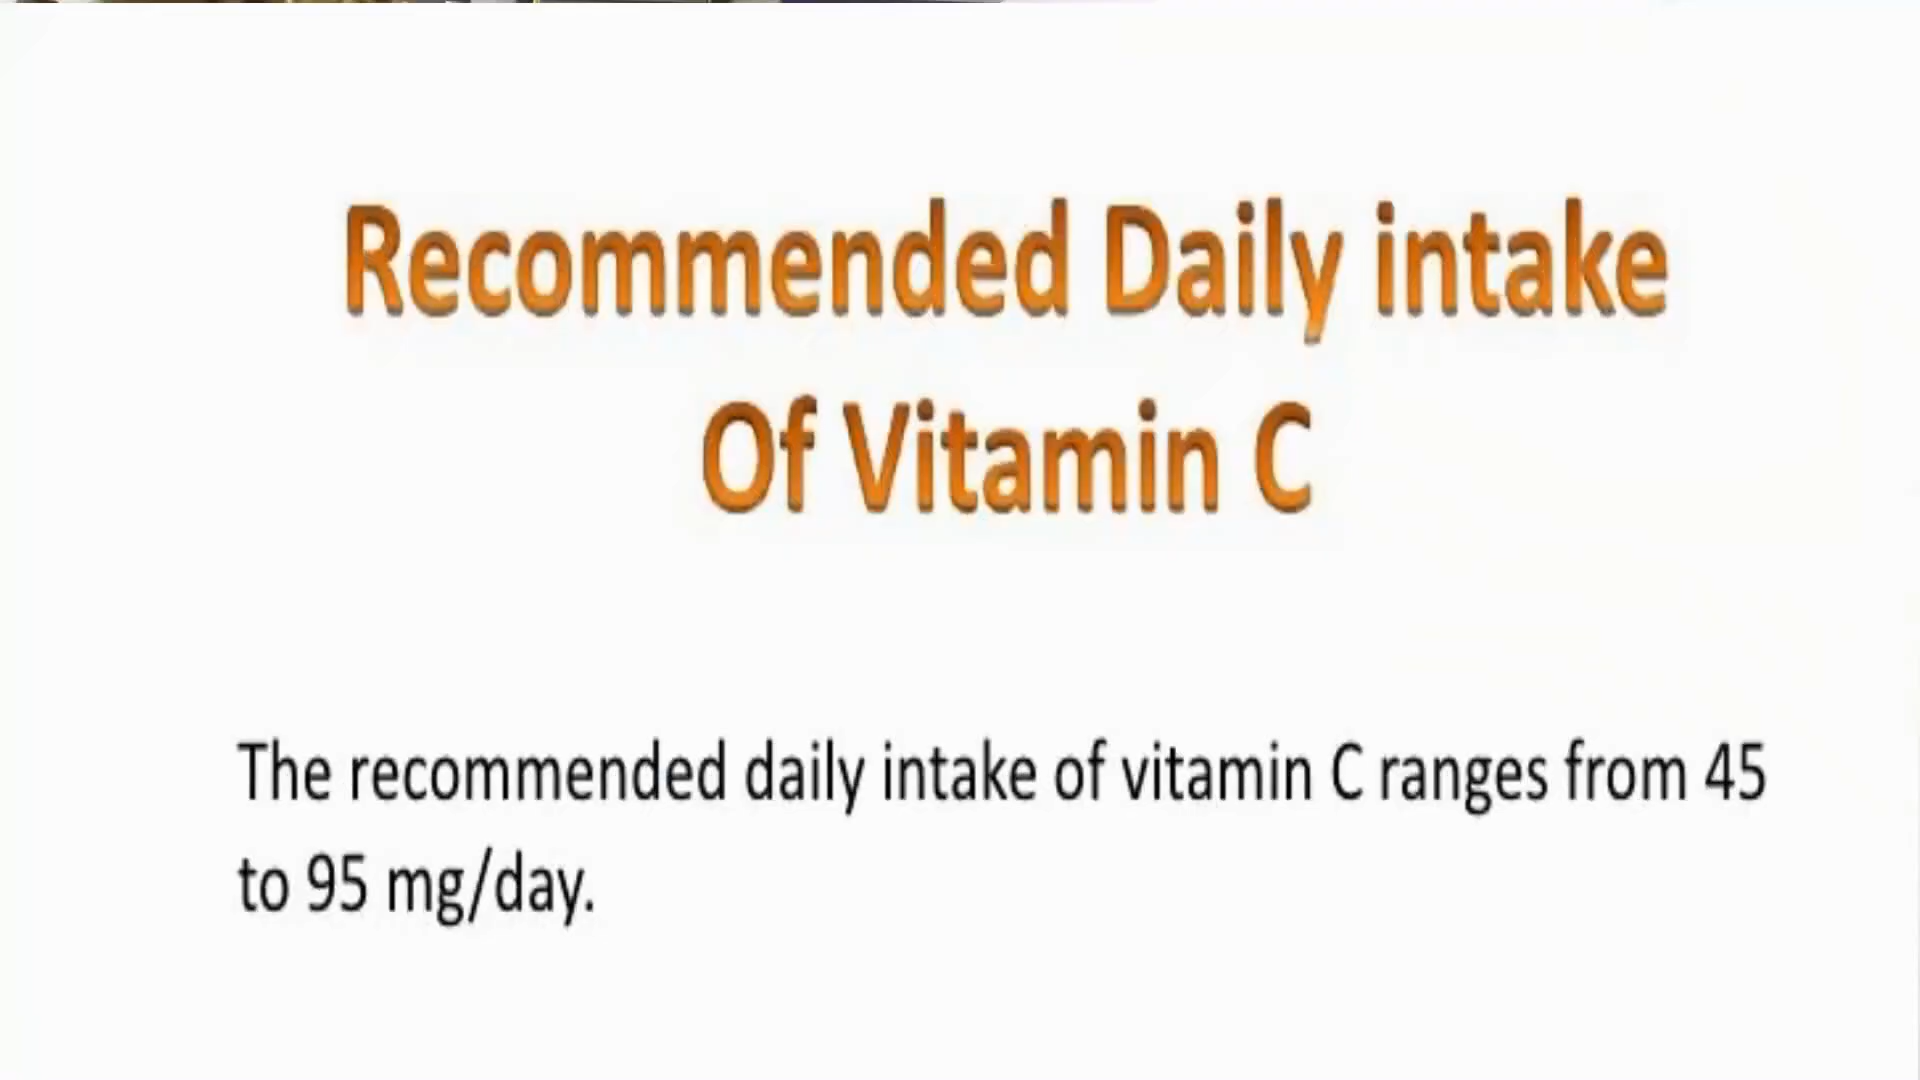 Recommended Daily intake
Of Vitamin C
The recommended daily intake of vitamin C ranges from 45
to 95 mg/day.